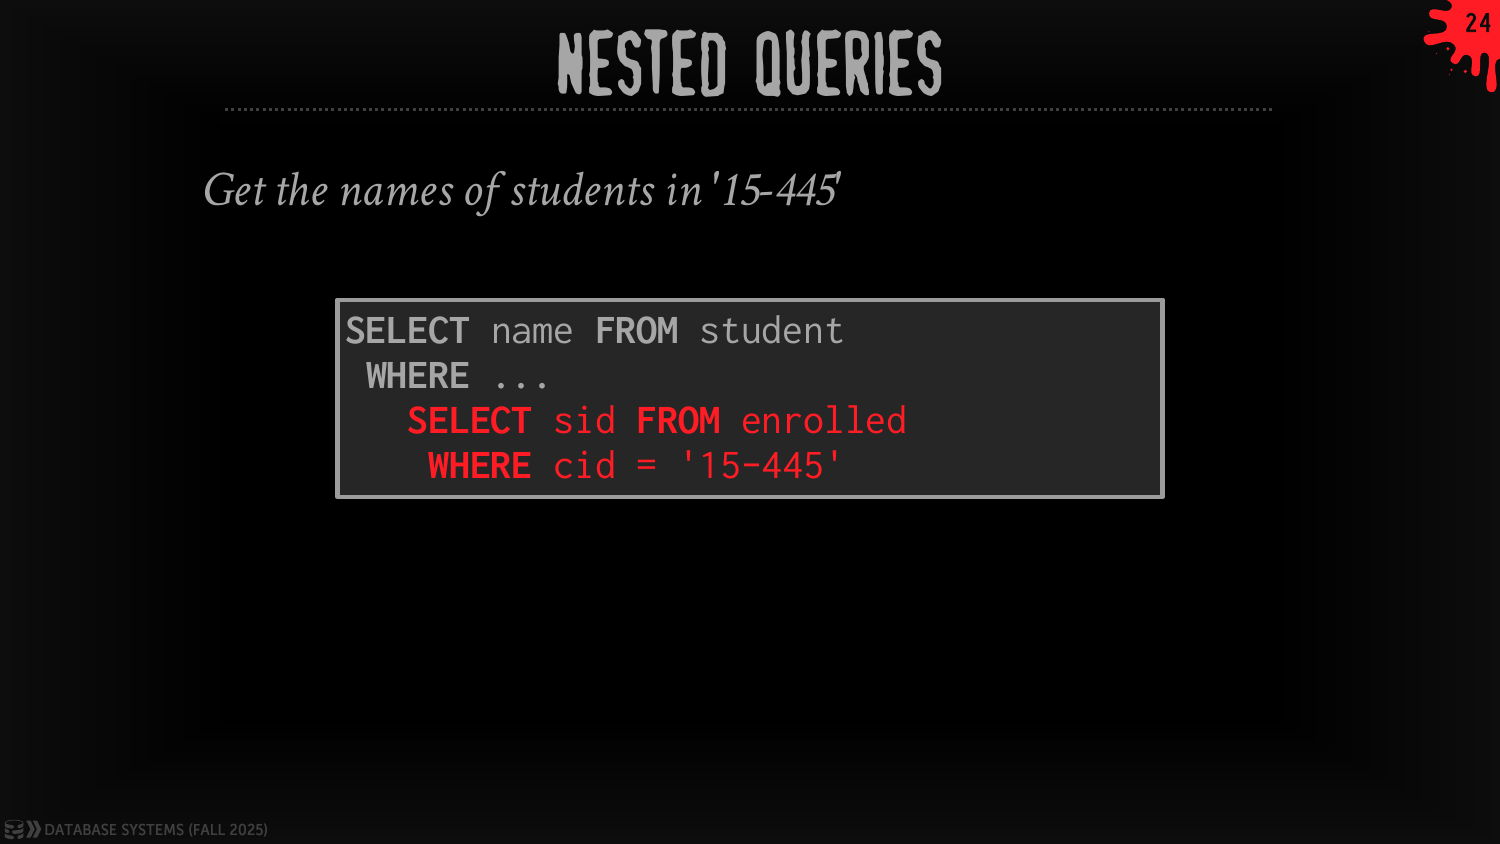 24
NESTED QUERIES
Get the names of students in '15-445'
SELECT name FROM student
WHERE ...
SELECT sid FROM enrolled
WHERE cid = '15-445'
DATABASE SYSTEMS (FALL 2025)